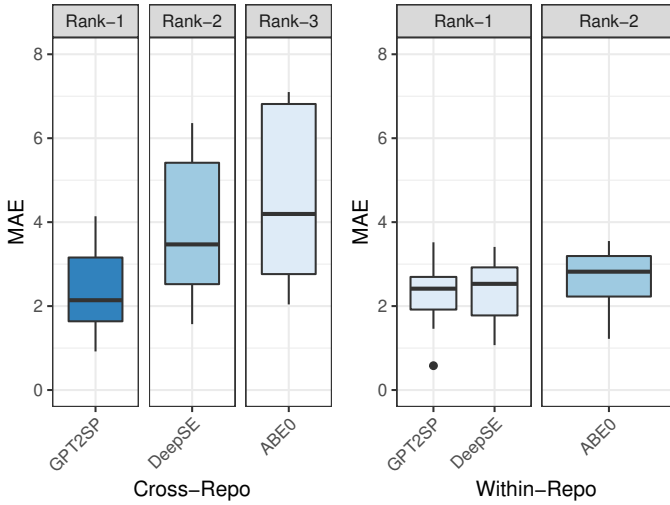 Rank−1 Rank−2 Rank−3 Rank−1 Rank−2
8 8
6 6
MAE MAE
4 4
2 2
0 0
GPT2SP DeepSE ABE0 GPT2SP DeepSE ABE0
Cross−Repo Within−Repo